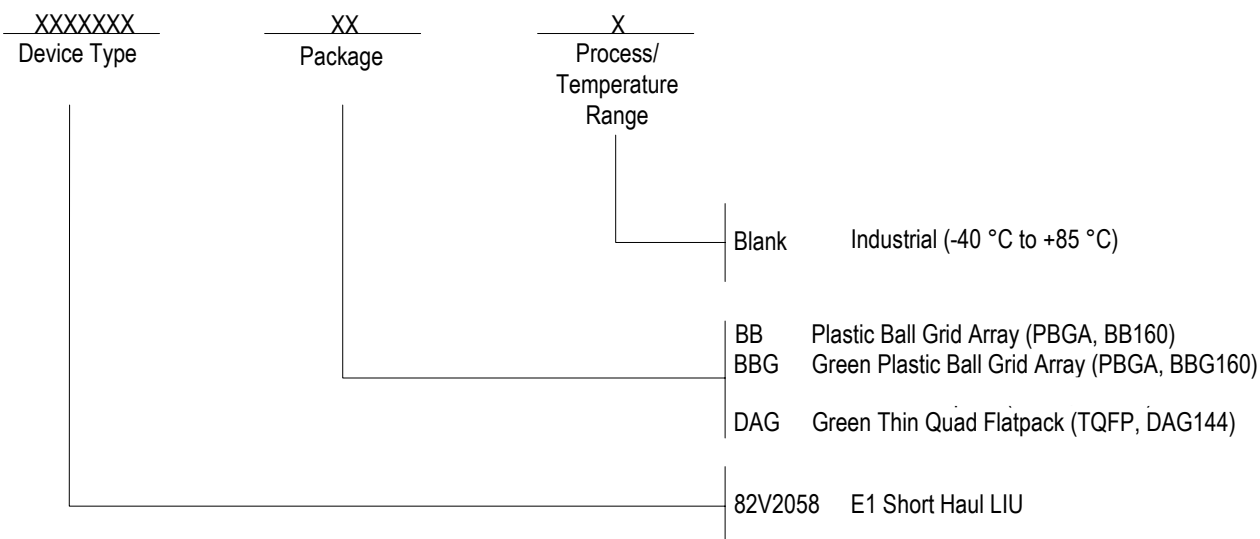 XXXXXXX XX X
Device Type Package Process/
Temperature
Range
Blank Industrial (-40 °C to +85 °C)
BB Plastic Ball Grid Array (PBGA, BB160)
BBG Green Plastic Ball Grid Array (PBGA, BBG160)
DAG Green Thin Quad Flatpack (TQFP, DAG144)
82V2058 E1 Short Haul LIU